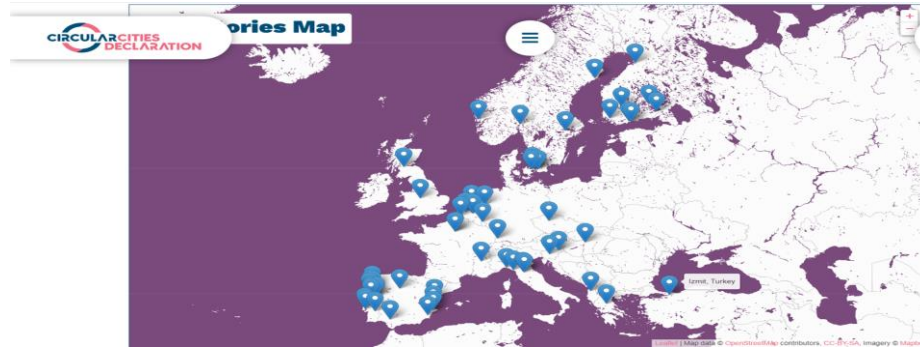 ories Map
CIRCULARCITIES
DECLARATION
+
Izmit, Turkey
Leaflet | Map data © OpenStreetMap contributors, CC-BY-SA, Imagery ©